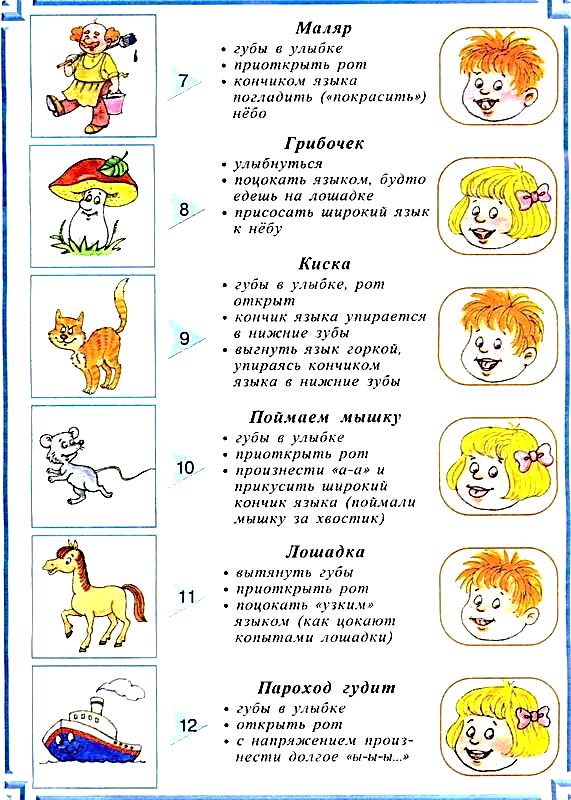 Маляр
7
• губы в улыбке
• приоткрыть рот
• кончиком языка
погладить («покрасить»)
нёбо
Грибочек
8
• улыбнуться
• поцокать языком, будто
едешь на лошадке
• присосать широкий язык
к нёбу
Киска
9
• губы в улыбке, рот
открыт
• кончик языка упирается
в нижние зубы
• выгнуть язык горкой,
упираясь кончиком
языка в нижние зубы
Поймаем мышку
10
• губы в улыбке
• приоткрыть рот
• произнести «а-а» и
прикусить широкий
кончик языка (поймали
мышку за хвостик)
Лошадка
11
• вытянуть губы
• приоткрыть рот
• поцокать «узким»
языком (как цокают
копытами лошадки)
Пароход гудит
12
• губы в улыбке
• открыть рот
• с напряжением произ-
нести долгое «ы-ы-ы...»